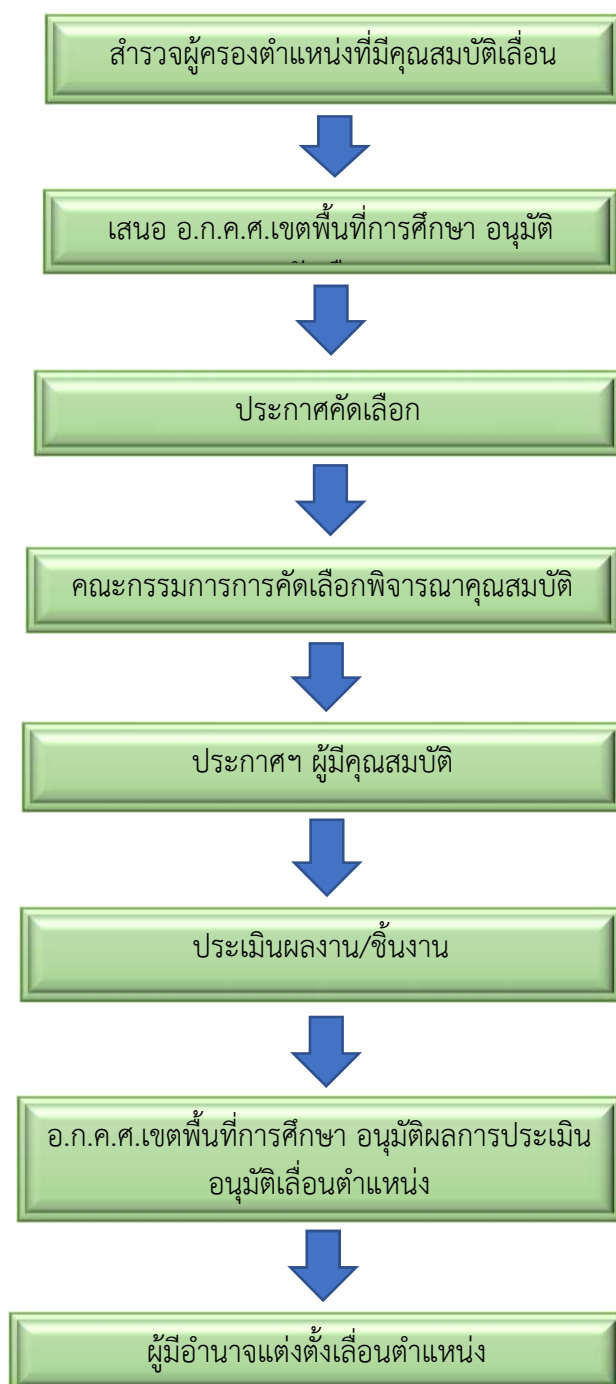 สำรวจผู้ครองตำแหน่งที่มีคุณสมบัติเลื่อน
เสนอ อ.ก.ค.ศ.เขตพื้นที่การศึกษา อนุมัติ
ประกาศคัดเลือก
คณะกรรมการการคัดเลือกพิจารณาคุณสมบัติ
ประกาศฯ ผู้มีคุณสมบัติ
ประเมินผลงาน/ชิ้นงาน
อ.ก.ค.ศ.เขตพื้นที่การศึกษา อนุมัติผลการประเมิน
อนุมัติเลื่อนตำแหน่ง
ผู้มีอำนาจแต่งตั้งเลื่อนตำแหน่ง